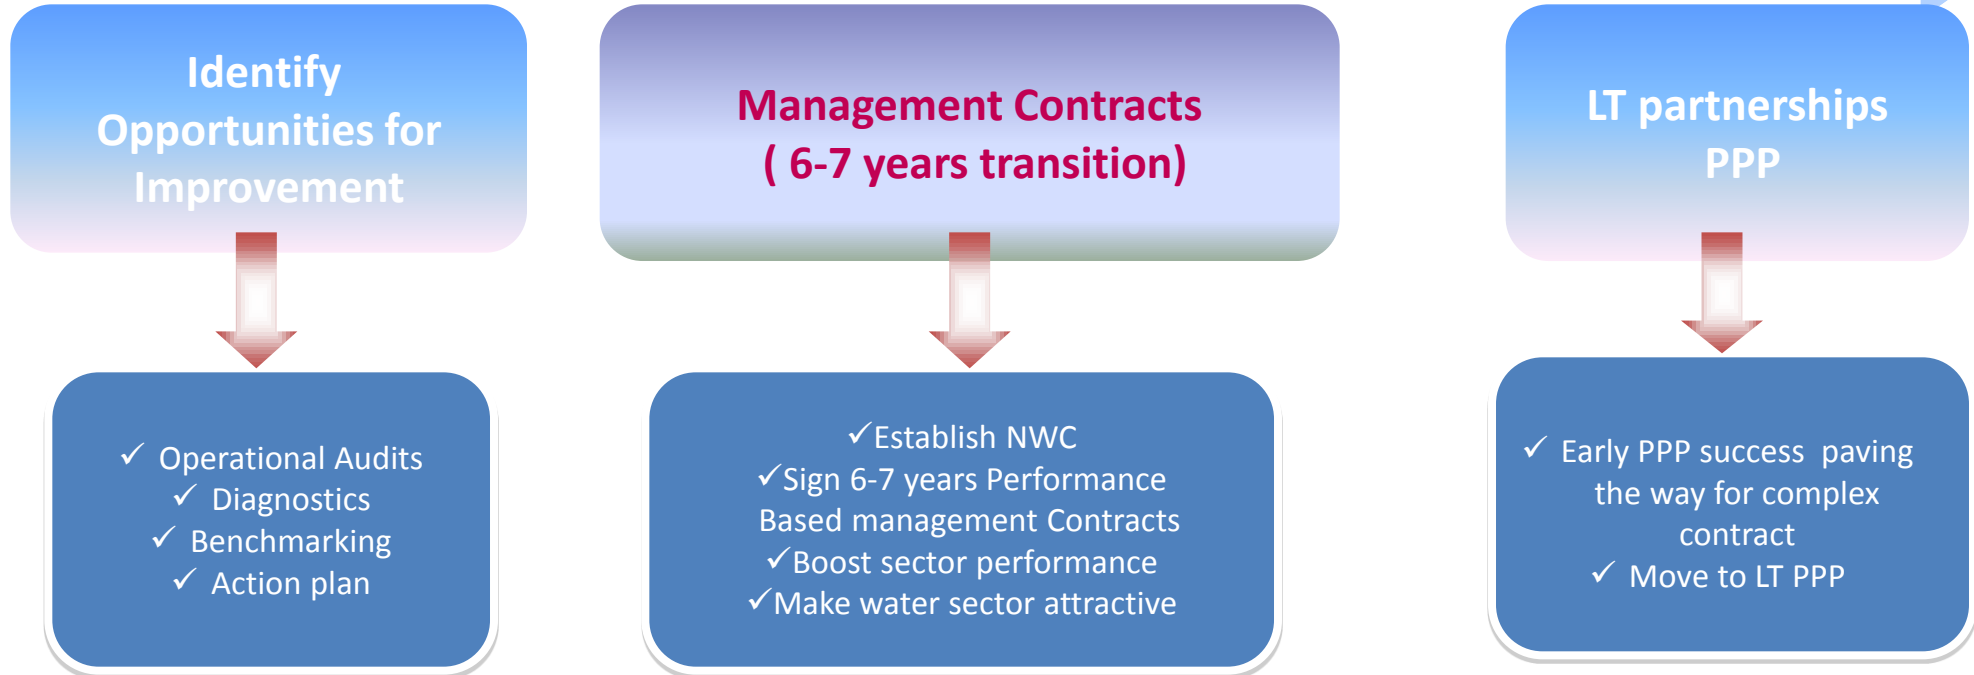 Identify
Opportunities for
Improvement
✓ Operational Audits
✓ Diagnostics
✓ Benchmarking
✓ Action plan
Management Contracts
( 6-7 years transition)
✓Establish NWC
✓Sign 6-7 years Performance
Based management Contracts
✓Boost sector performance
✓Make water sector attractive
LT partnerships
PPP
✓ Early PPP success paving
the way for complex
contract
✓ Move to LT PPP